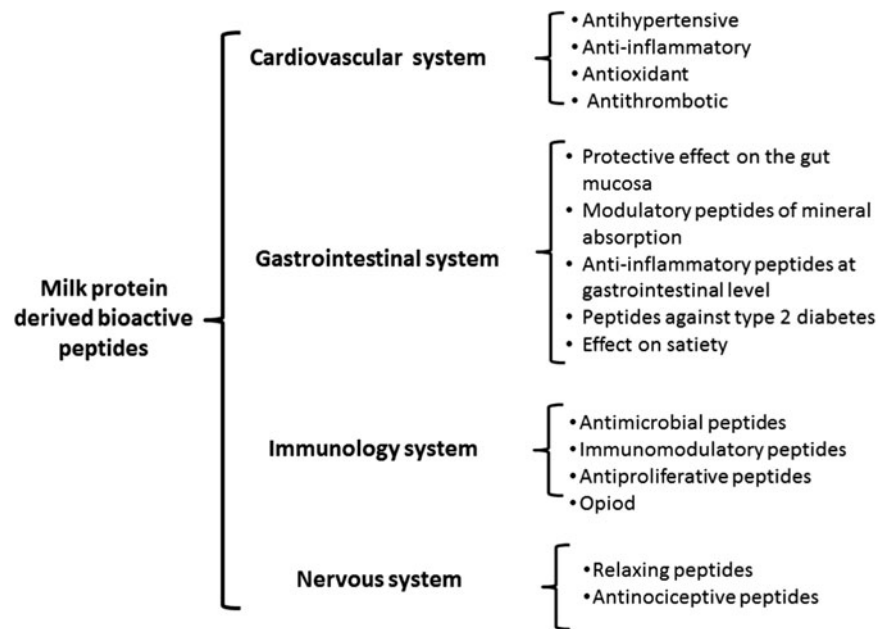 Milk protein
derived bioactive
peptides
Cardiovascular system
• Antihypertensive
• Anti-inflammatory
• Antioxidant
• Antithrombotic
Gastrointestinal system
• Protective effect on the gut
mucosa
• Modulatory peptides of mineral
absorption
• Anti-inflammatory peptides at
gastrointestinal level
• Peptides against type 2 diabetes
• Effect on satiety
Immunology system
•Antimicrobial peptides
•Immunomodulatory peptides
•Antiproliferative peptides
•Opiod
Nervous system
•Relaxing peptides
•Antinociceptive peptides